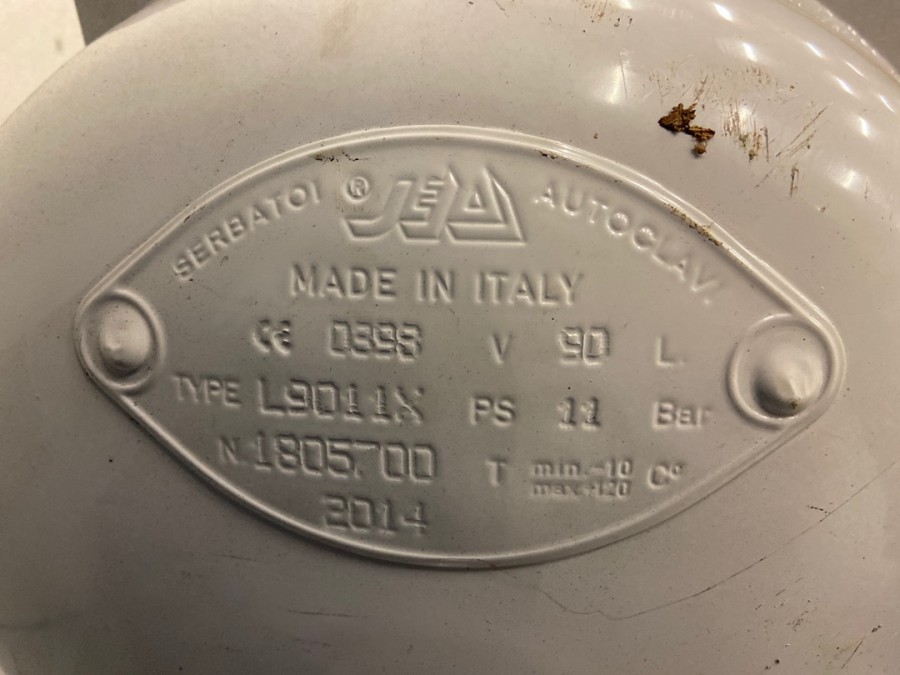 SERBATOI ® SEA AUTOCLAVI
MADE IN ITALY
CE 0398 V 90 L.
TYPE L9011X PS 11 Bar
N. 1805700 T min.-10 max+120 C°
2014